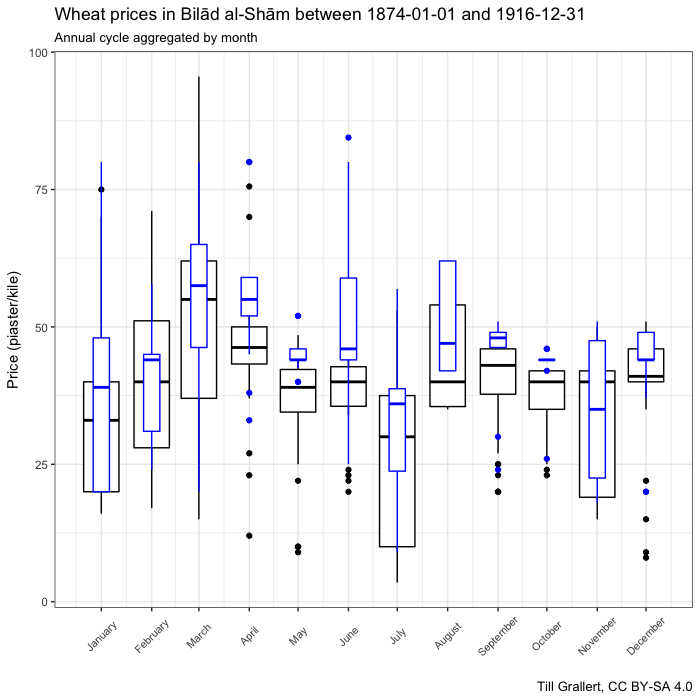 Wheat prices in Bilād al-Shām between 1874-01-01 and 1916-12-31
Annual cycle aggregated by month
Price (piaster/kile)
100
75
50
25
0
January
February
March
April
May
June
July
August
September
October
November
December
Till Grallert, CC BY-SA 4.0